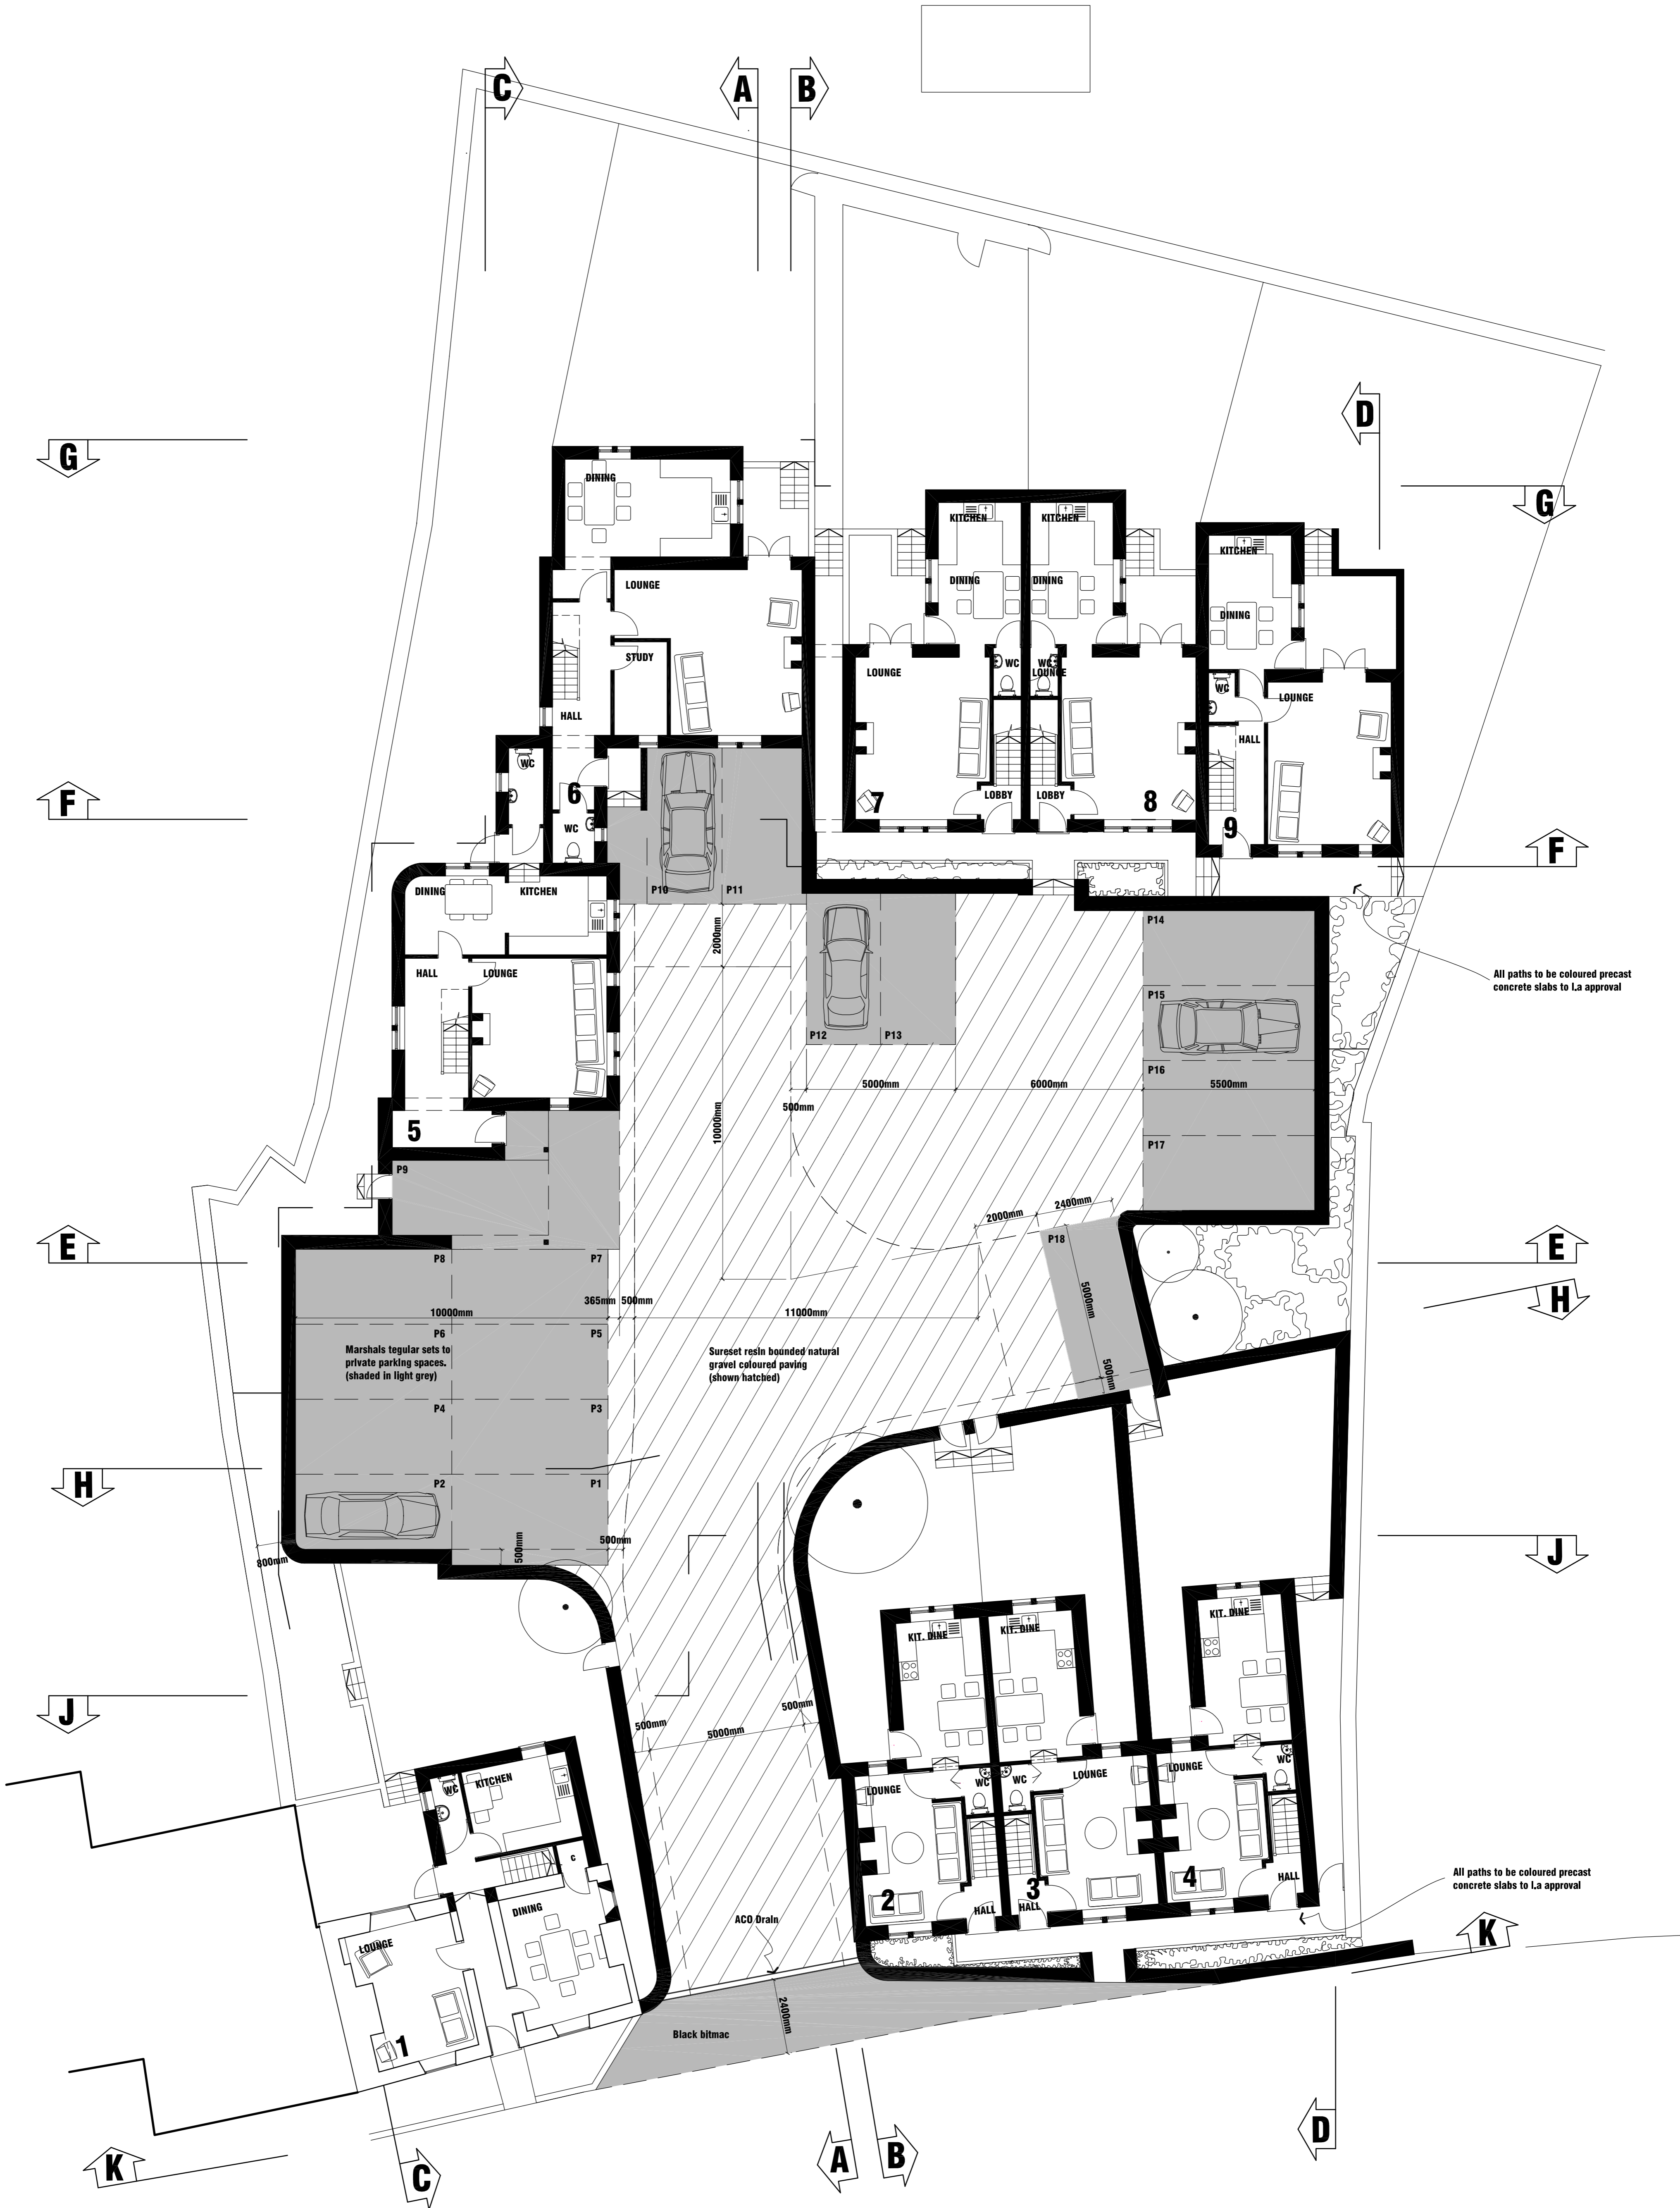 C
A
B
D
G
G
DINING
KITCHEN
KITCHEN
KITCHEN
LOUNGE
DINING
DINING
DINING
STUDY
WC
WC
LOUNGE
LOUNGE
WC
LOUNGE
HALL
HALL
WC
6
LOBBY
LOBBY
7
8
9
F
F
WC
DINING
KITCHEN
P10
P11
P14
2000mm
HALL
LOUNGE
All paths to be coloured precast
concrete slabs to l.a approval
P15
P12
P13
P16
5000mm
6000mm
5500mm
500mm
10000mm
5
P17
P9
2000mm
2400mm
P18
E
E
P8
P7
H
365mm
500mm
10000mm
11000mm
5000mm
P6
P5
Marshals tegular sets to
private parking spaces.
(shaded in light grey)
Sureset resin bounded natural
gravel coloured paving
(shown hatched)
500mm
P4
P3
H
P2
P1
500mm
500mm
800mm
J
KIT. DINE
KIT. DINE
KIT. DINE
J
500mm
5000mm
500mm
WC
KITCHEN
LOUNGE
WC
WC
LOUNGE
LOUNGE
WC
C
2
3
4
HALL
HALL
HALL
All paths to be coloured precast
concrete slabs to l.a approval
DINING
ACO Drain
LOUNGE
K
1
2400mm
Black bitmac
K
C
A
B
D